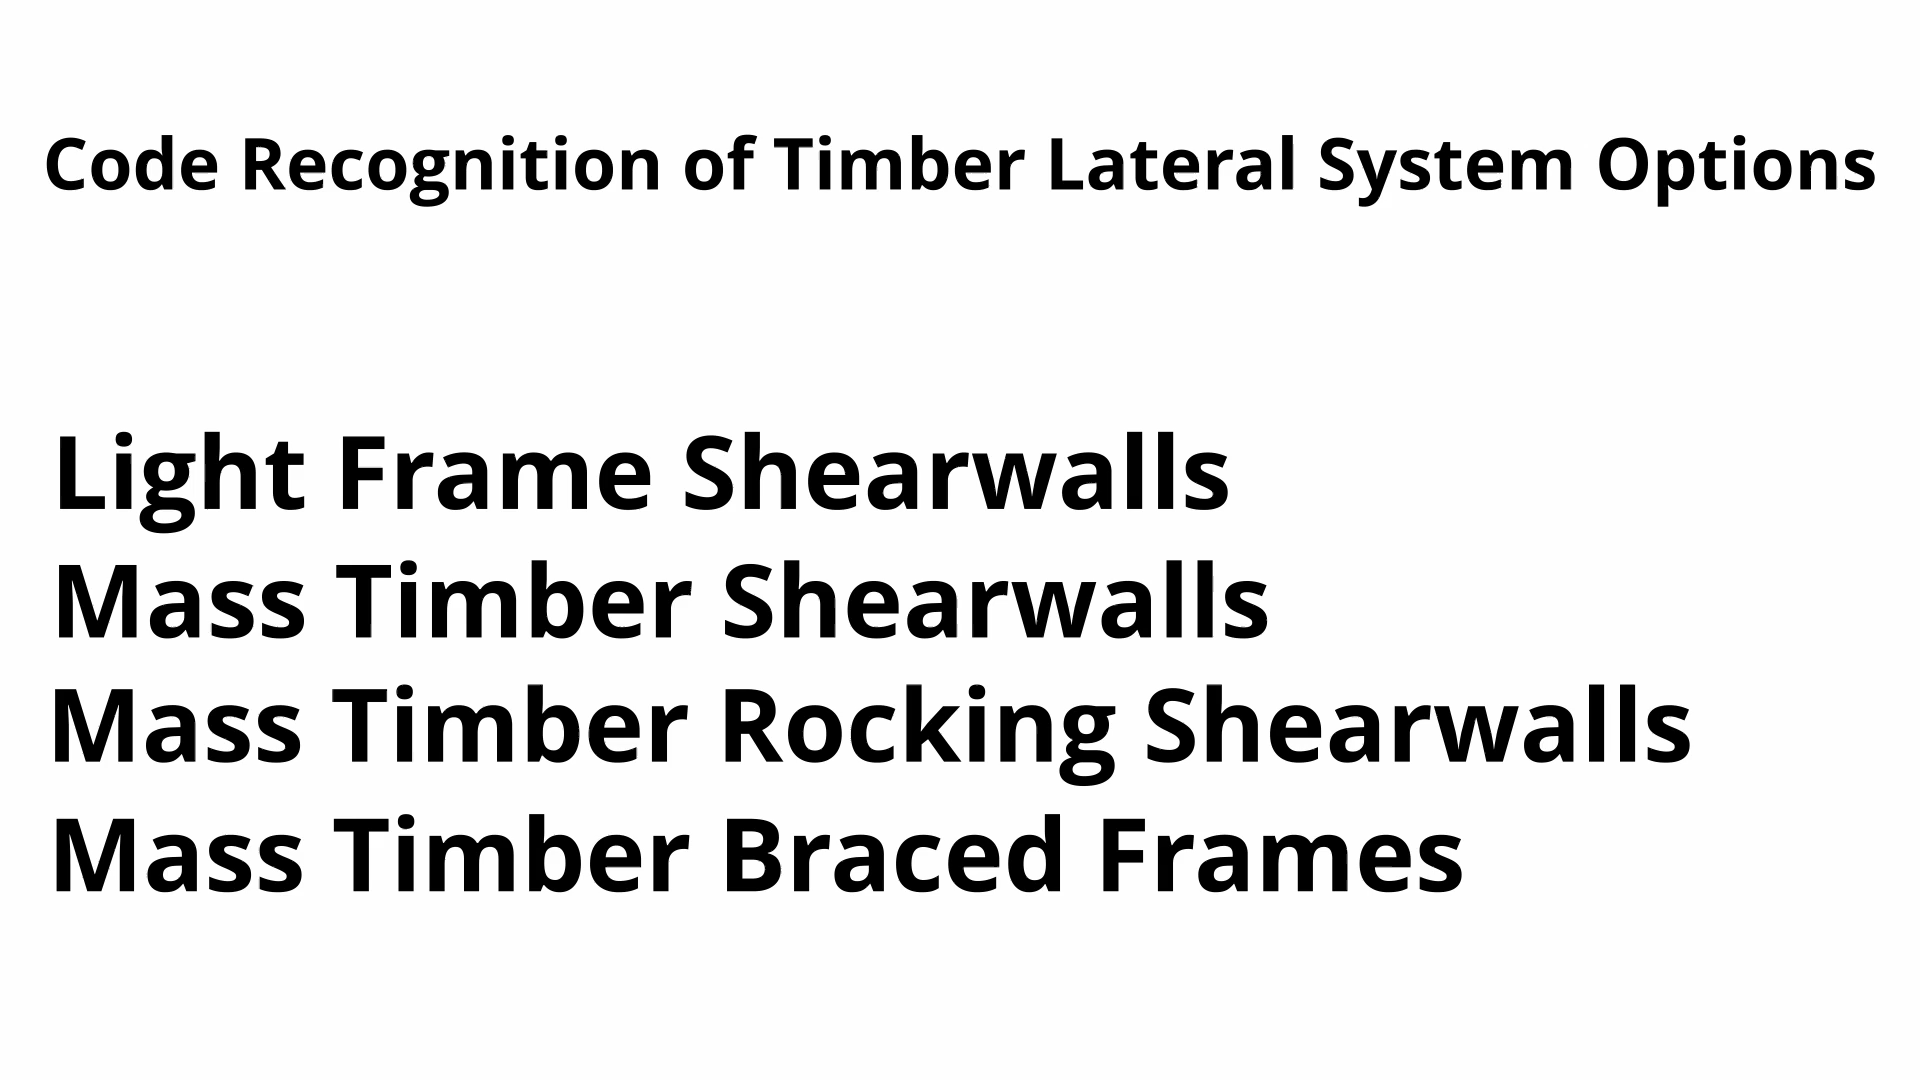 Code Recognition of Timber Lateral System Options
Light Frame Shearwalls
Mass Timber Shearwalls
Mass Timber Rocking Shearwalls
Mass Timber Braced Frames